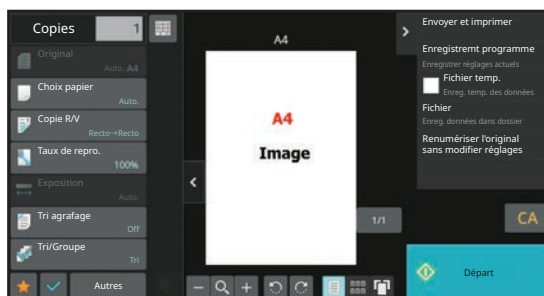 Copies
1
Original
Auto. A4
Choix papier
Auto.
Copie R/V
Recto→Recto
Taux de repro.
100%
Exposition
Auto.
Tri agrafage
Off
Tri/Groupe
Tri
Autres
A4
A4
Image
1/1
Envoyer et imprimer
Enregistremt programme
Enregistrer réglages actuels
Fichier temp.
Enreg. temp. des données
Fichier
Enreg. données dans dossier
Renumériser l'original
sans modifier réglages
CA
Départ